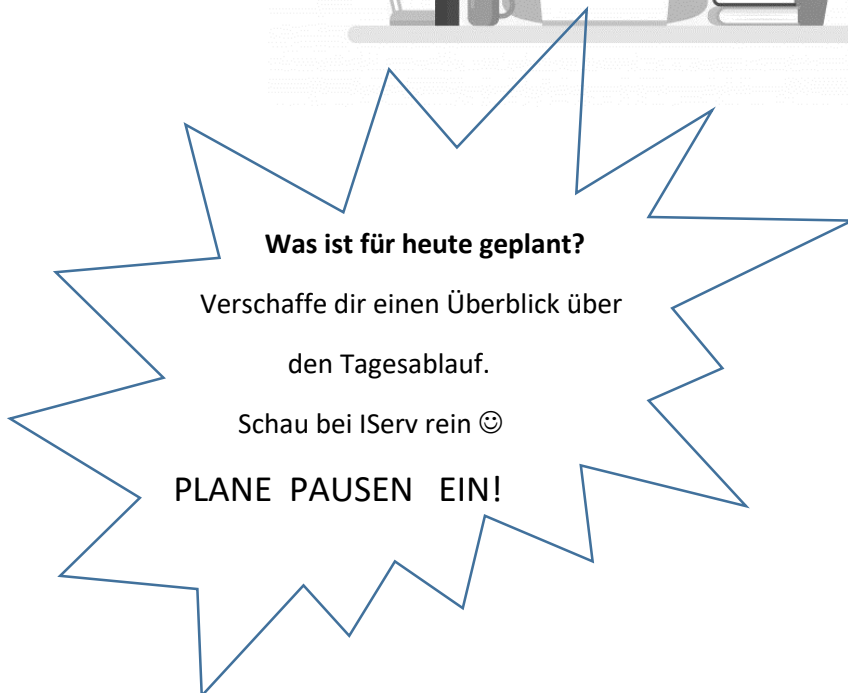 Was ist für heute geplant?
Verschaffe dir einen Überblick über
den Tagesablauf.
Schau bei IServ rein ☺
PLANE PAUSEN EIN!